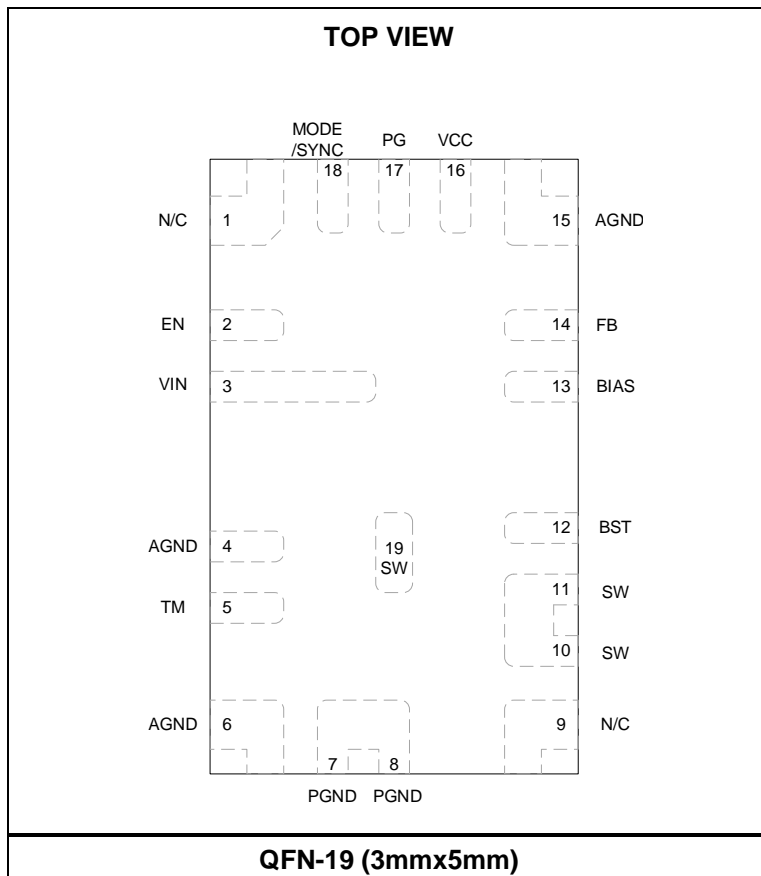 TOP VIEW
MODE
/SYNC
PG
VCC
18
17
16
N/C
1
15
AGND
EN
2
14
FB
VIN
3
13
BIAS
12
BST
AGND
4
19
SW
11
SW
TM
5
10
SW
AGND
6
9
N/C
7
8
PGND
PGND
QFN-19 (3mmx5mm)